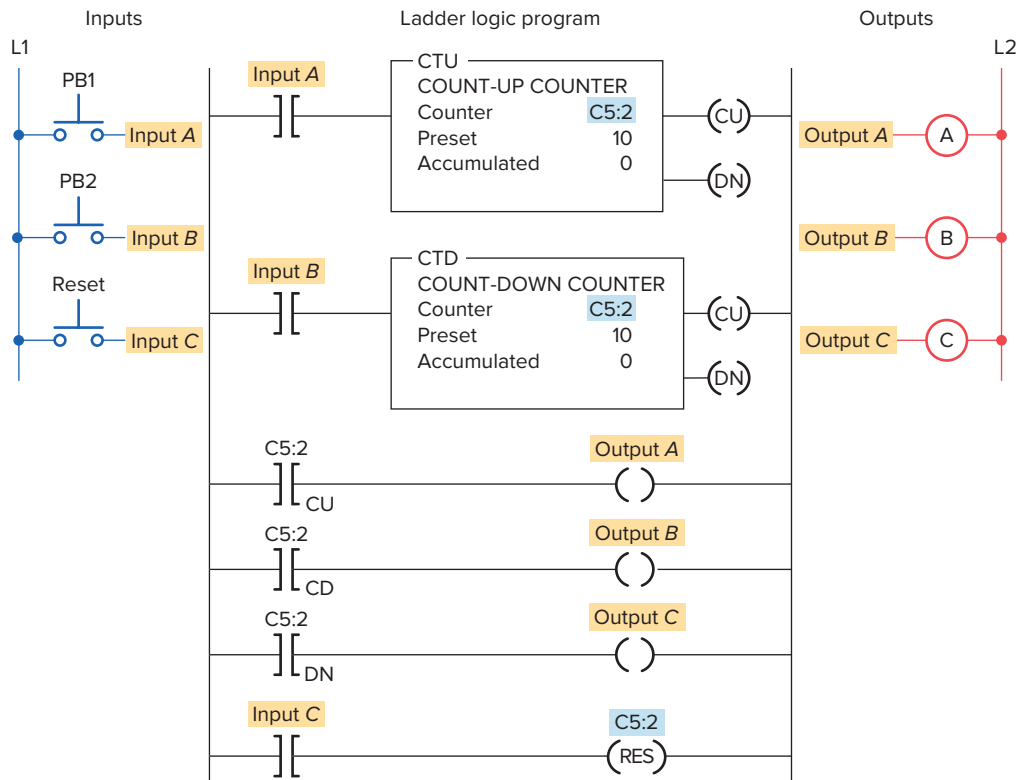 Inputs
Ladder logic program
Outputs
L1
L2
PB1
Input A
PB2
Input B
Reset
Input C
Input A
CTU
COUNT-UP COUNTER
Counter C5:2
Preset 10
Accumulated 0
CU
DN
Input B
CTD
COUNT-DOWN COUNTER
Counter C5:2
Preset 10
Accumulated 0
CU
DN
C5:2
CU
Output A
C5:2
CD
Output B
C5:2
DN
Output C
Input C
C5:2
RES
Output A
A
Output B
B
Output C
C